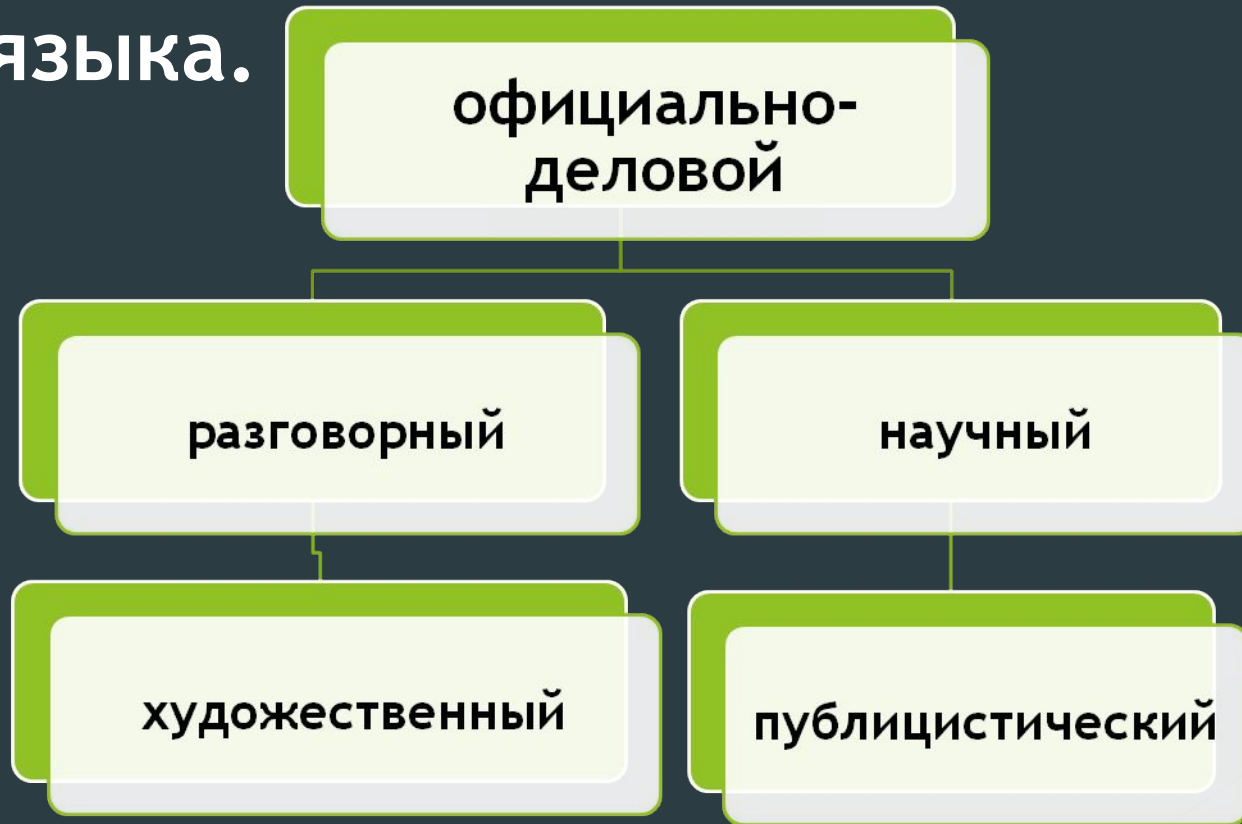 языка.
официально-
деловой
разговорный
научный
художественный
публицистический